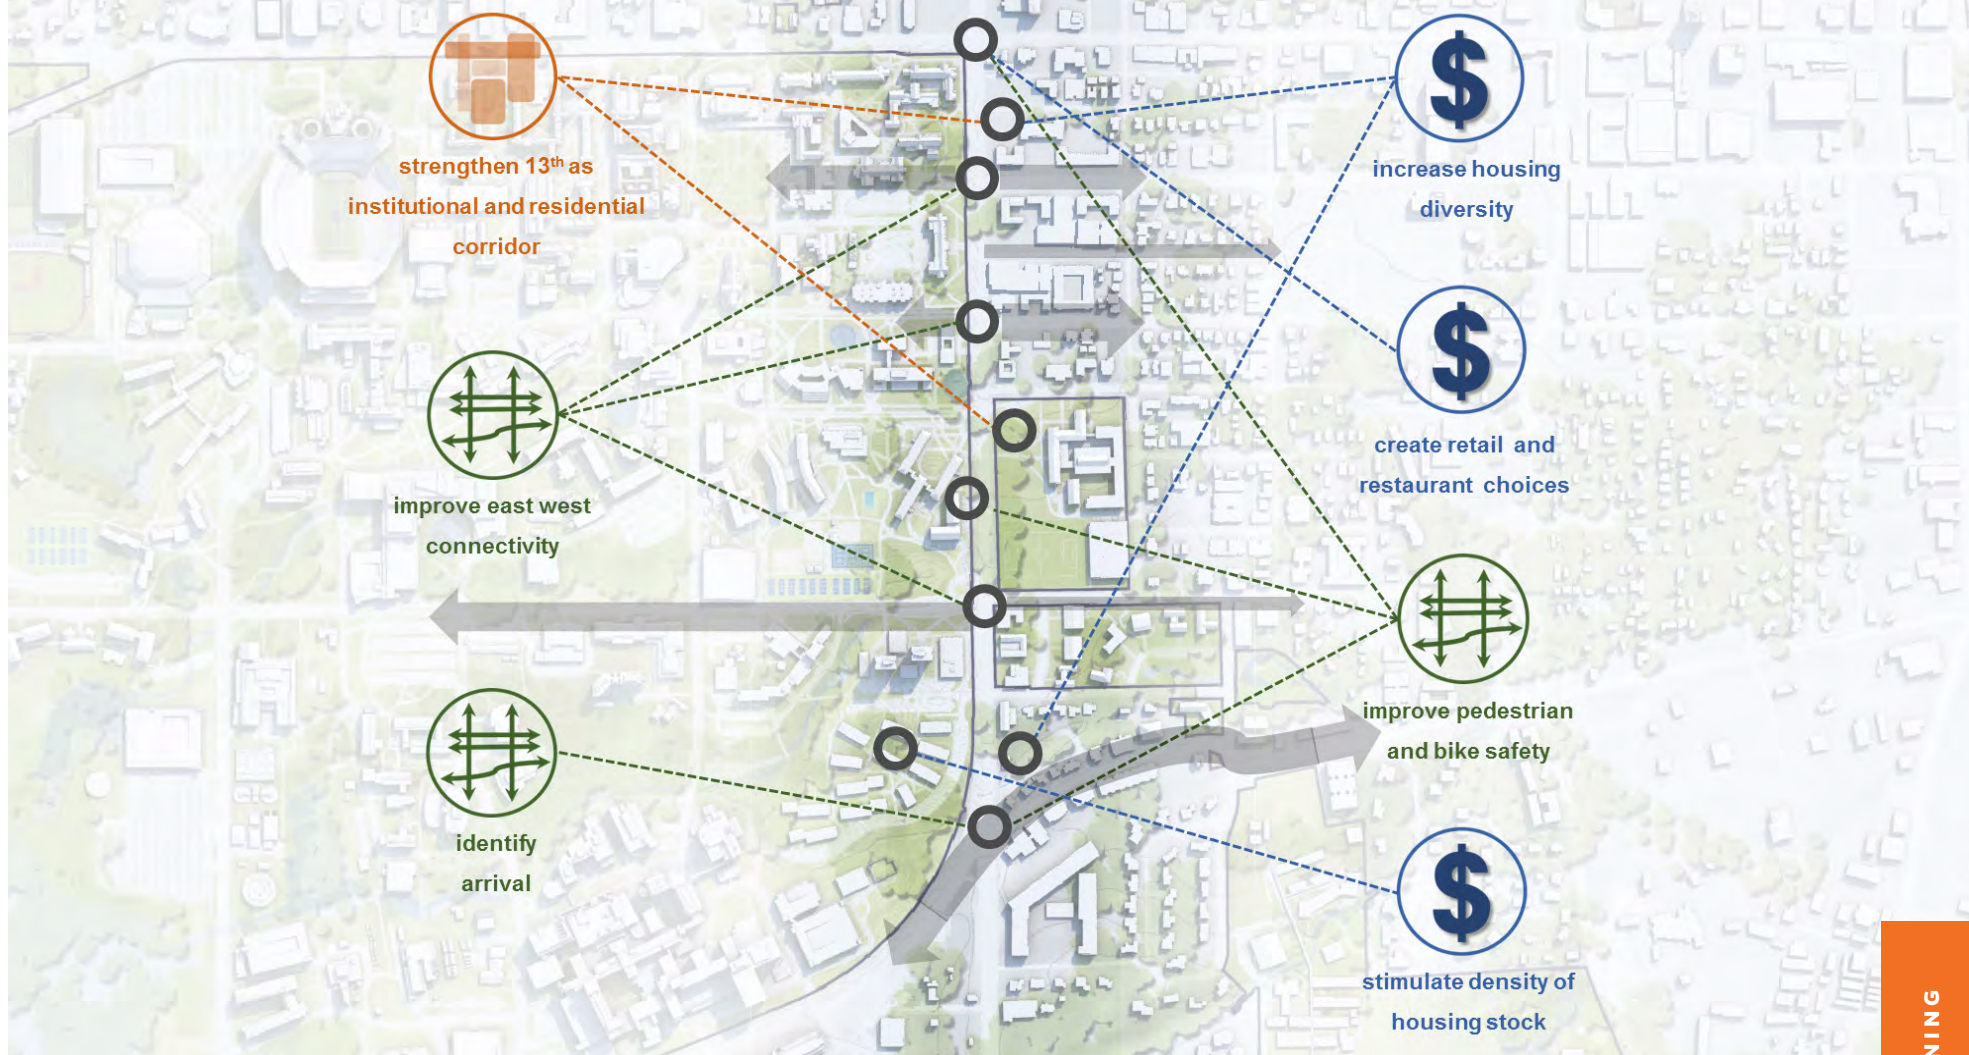 strengthen 13th as
institutional and residential
corridor
improve east west
connectivity
identify
arrival
increase housing
diversity
create retail and
restaurant choices
improve pedestrian
and bike safety
stimulate density of
housing stock